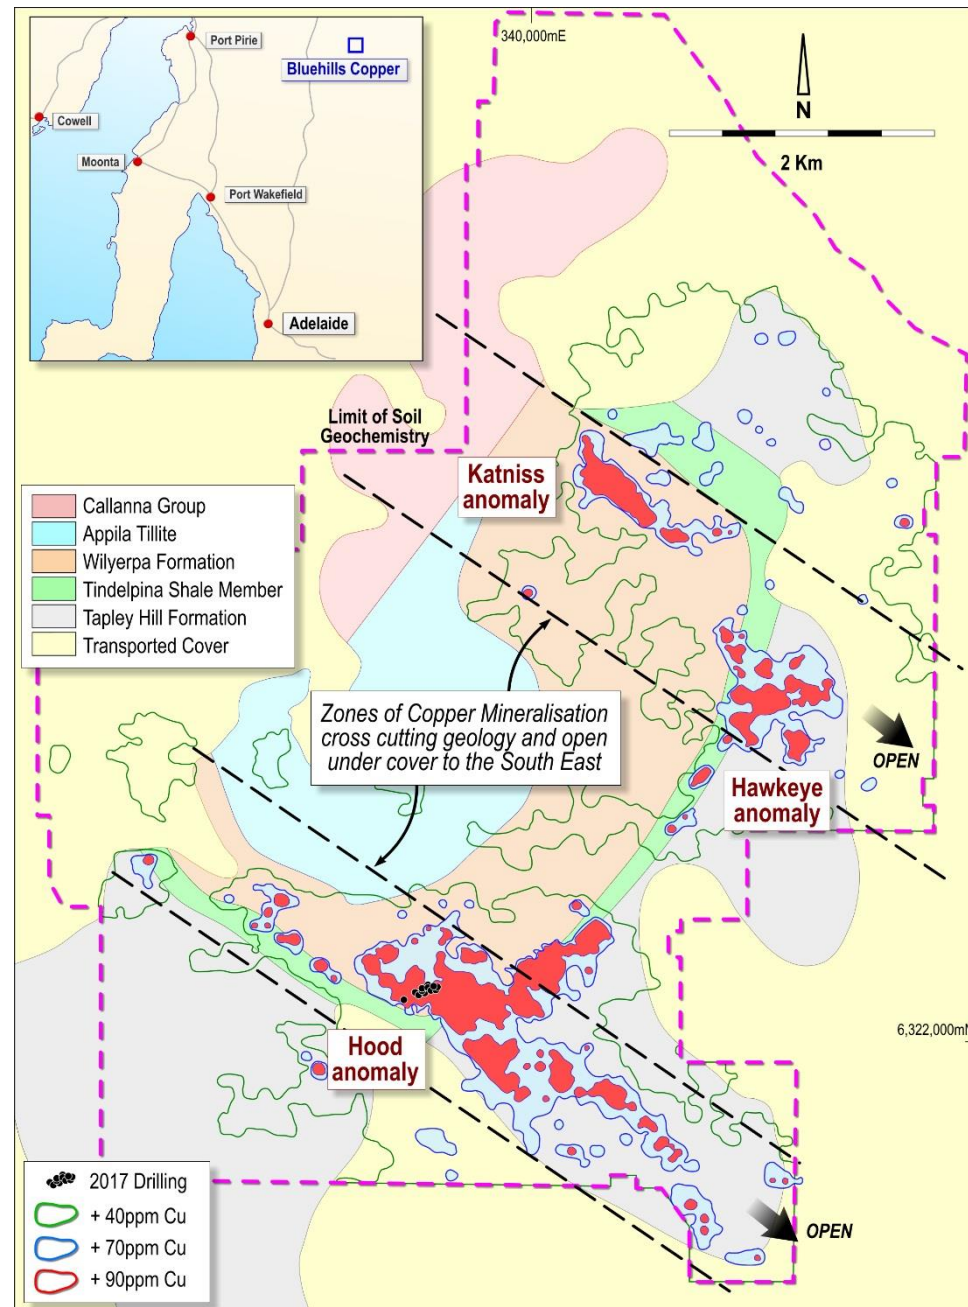 340,000mE
Port Pirie
Bluehills Copper
Cowell
Moonta
Port Wakefield
Adelaide
N
2 Km
Limit of Soil
Geochemistry
Katniss
anomaly
Callanna Group
Appila Tillite
Wilyerpa Formation
Tindelpina Shale Member
Tapley Hill Formation
Transported Cover
Zones of Copper Mineralisation
cross cutting geology and open
under cover to the South East
OPEN
Hawkeye
anomaly
6,322,000mN
Hood
anomaly
2017 Drilling
+ 40ppm Cu
+ 70ppm Cu
+ 90ppm Cu
OPEN